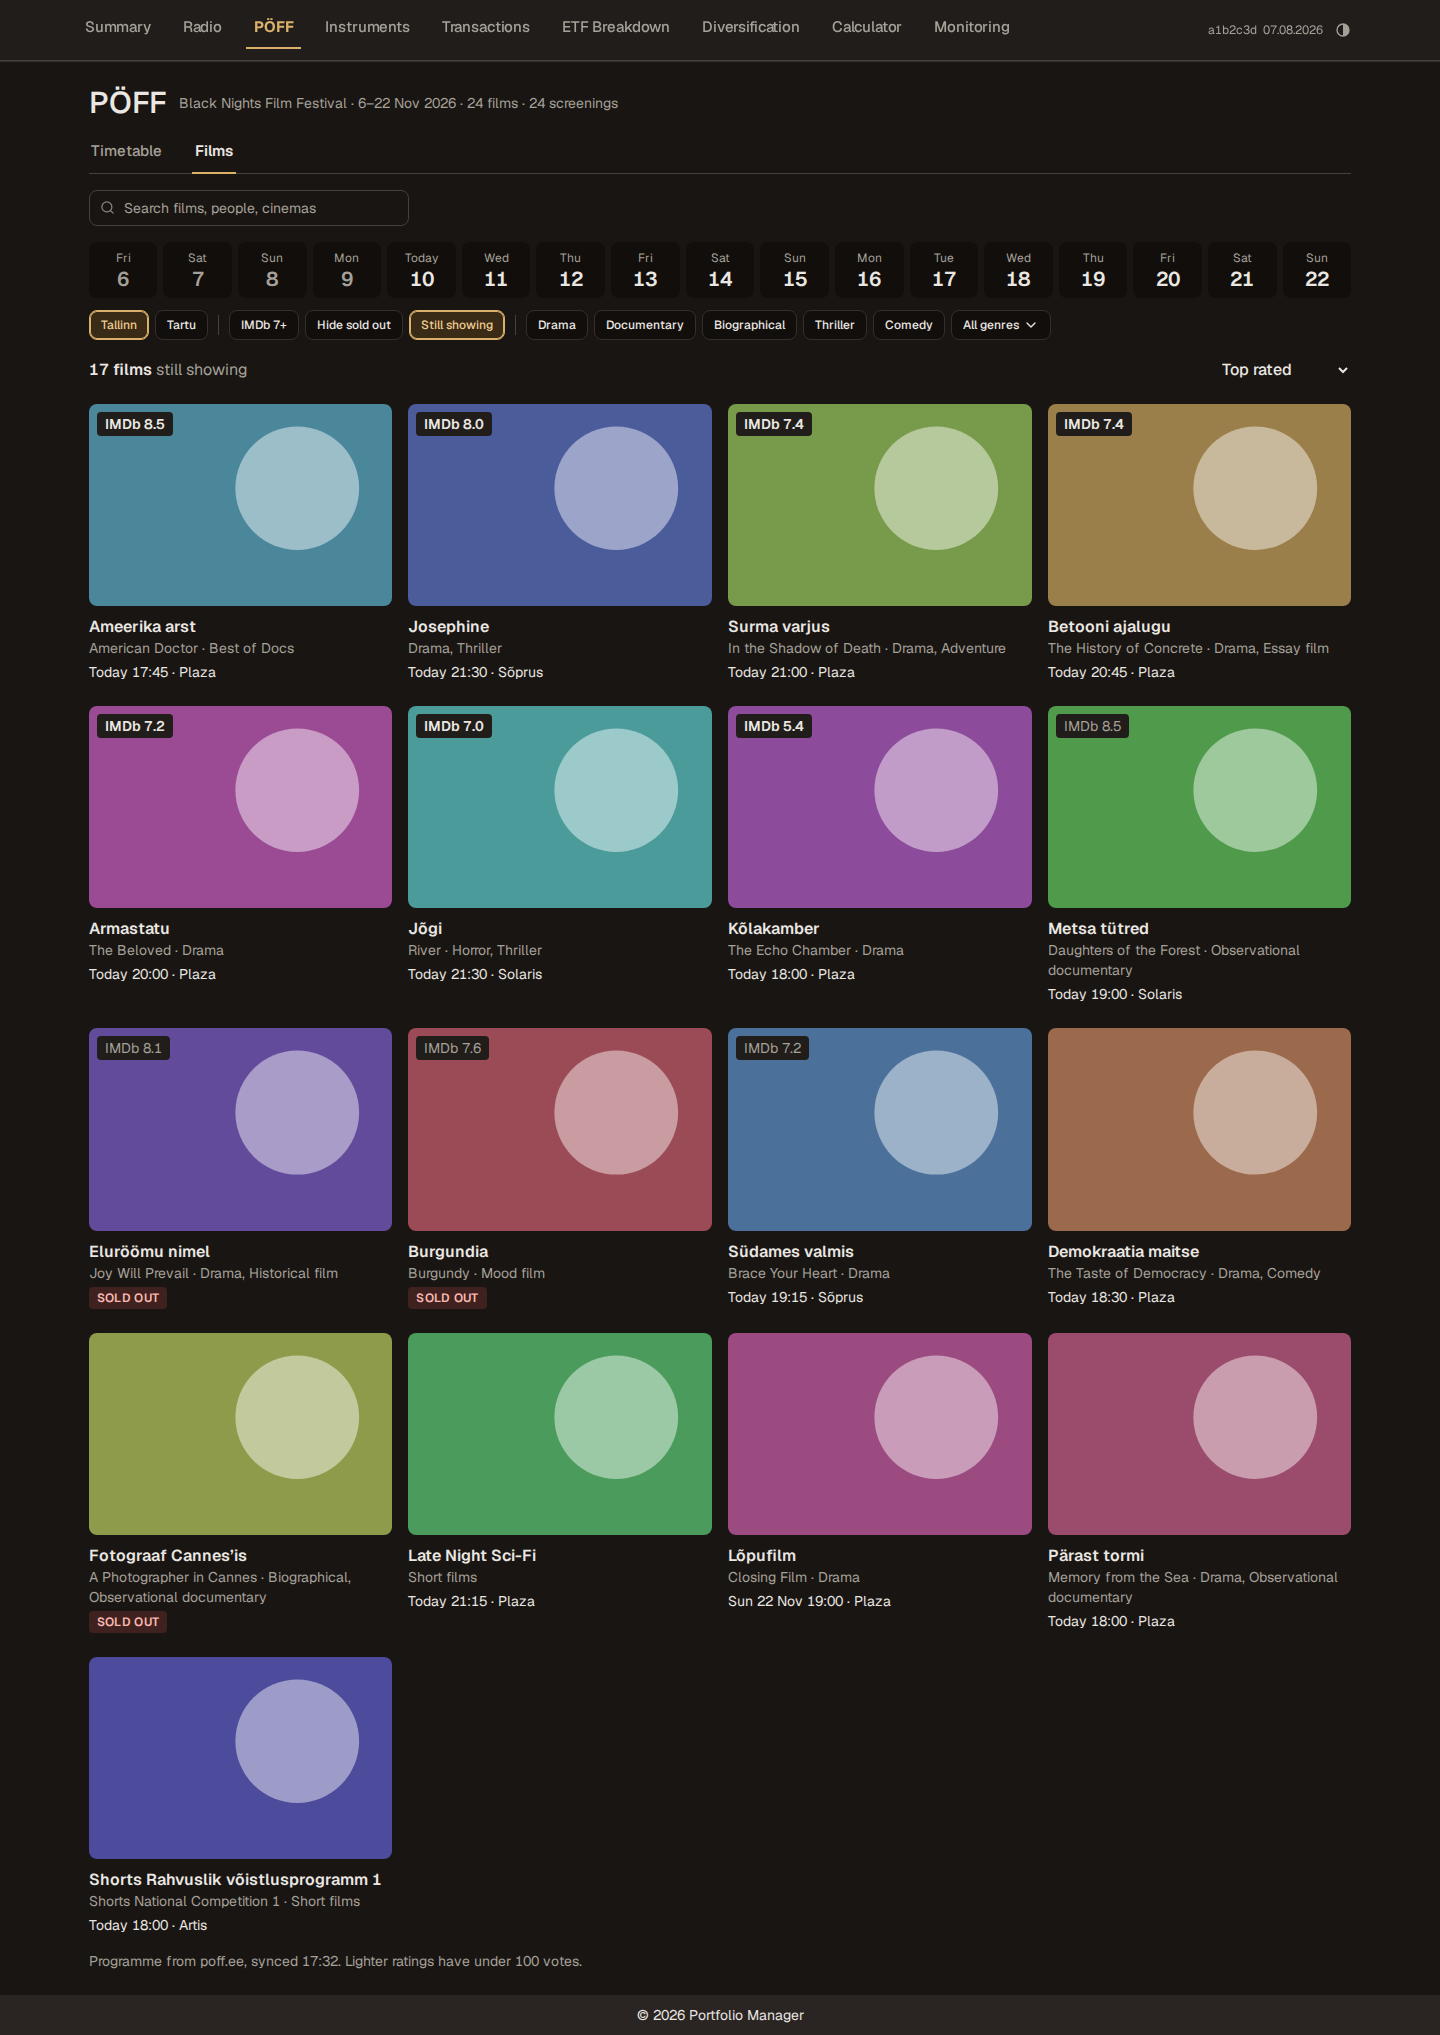 Summary Radio PÖFF Instruments Transactions ETF Breakdown Diversification Calculator Monitoring a1b2c3d 07.08.2026
PÖFF Black Nights Film Festival · 6–22 Nov 2026 · 24 films · 24 screenings
Timetable Films
Search films, people, cinemas
Fri Sat Sun Mon Today Wed Thu Fri Sat Sun Mon Tue Wed Thu Fri Sat Sun
6 7 8 9 10 11 12 13 14 15 16 17 18 19 20 21 22
Tallinn Tartu IMDb 7+ Hide sold out Still showing Drama Documentary Biographical Thriller Comedy All genres
17 films still showing Top rated
IMDb 8.5 IMDb 8.0 IMDb 7.4 IMDb 7.4
Ameerika arst Josephine Surma varjus Betooni ajalugu
American Doctor · Best of Docs Drama, Thriller In the Shadow of Death · Drama, Adventure The History of Concrete · Drama, Essay film
Today 17:45 · Plaza Today 21:30 · Sõprus Today 21:00 · Plaza Today 20:45 · Plaza
IMDb 7.2 IMDb 7.0 IMDb 5.4 IMDb 8.5
Armastatu Jõgi Kõlakamber Metsa tütred
The Beloved · Drama River · Horror, Thriller The Echo Chamber · Drama Daughters of the Forest · Observational
documentary
Today 20:00 · Plaza Today 21:30 · Solaris Today 18:00 · Plaza Today 19:00 · Solaris
IMDb 8.1 IMDb 7.6 IMDb 7.2
Eluröömu nimel Burgundia Südames valmis Demokraatia maitse
Joy Will Prevail · Drama, Historical film Burgundy · Mood film Brace Your Heart · Drama The Taste of Democracy · Drama, Comedy
SOLD OUT SOLD OUT Today 19:15 · Sõprus Today 18:30 · Plaza
Fotograaf Cannes’is Late Night Sci-Fi Lõpufilm Pärast tormi
A Photographer in Cannes · Biographical, Short films Closing Film · Drama Memory from the Sea · Drama, Observational
Observational documentary Today 21:15 · Plaza Sun 22 Nov 19:00 · Plaza documentary
SOLD OUT Today 18:00 · Plaza
Shorts Rahvuslik võistlusprogramm 1
Shorts National Competition 1 · Short films
Today 18:00 · Artis
Programme from poff.ee, synced 17:32. Lighter ratings have under 100 votes.
© 2026 Portfolio Manager